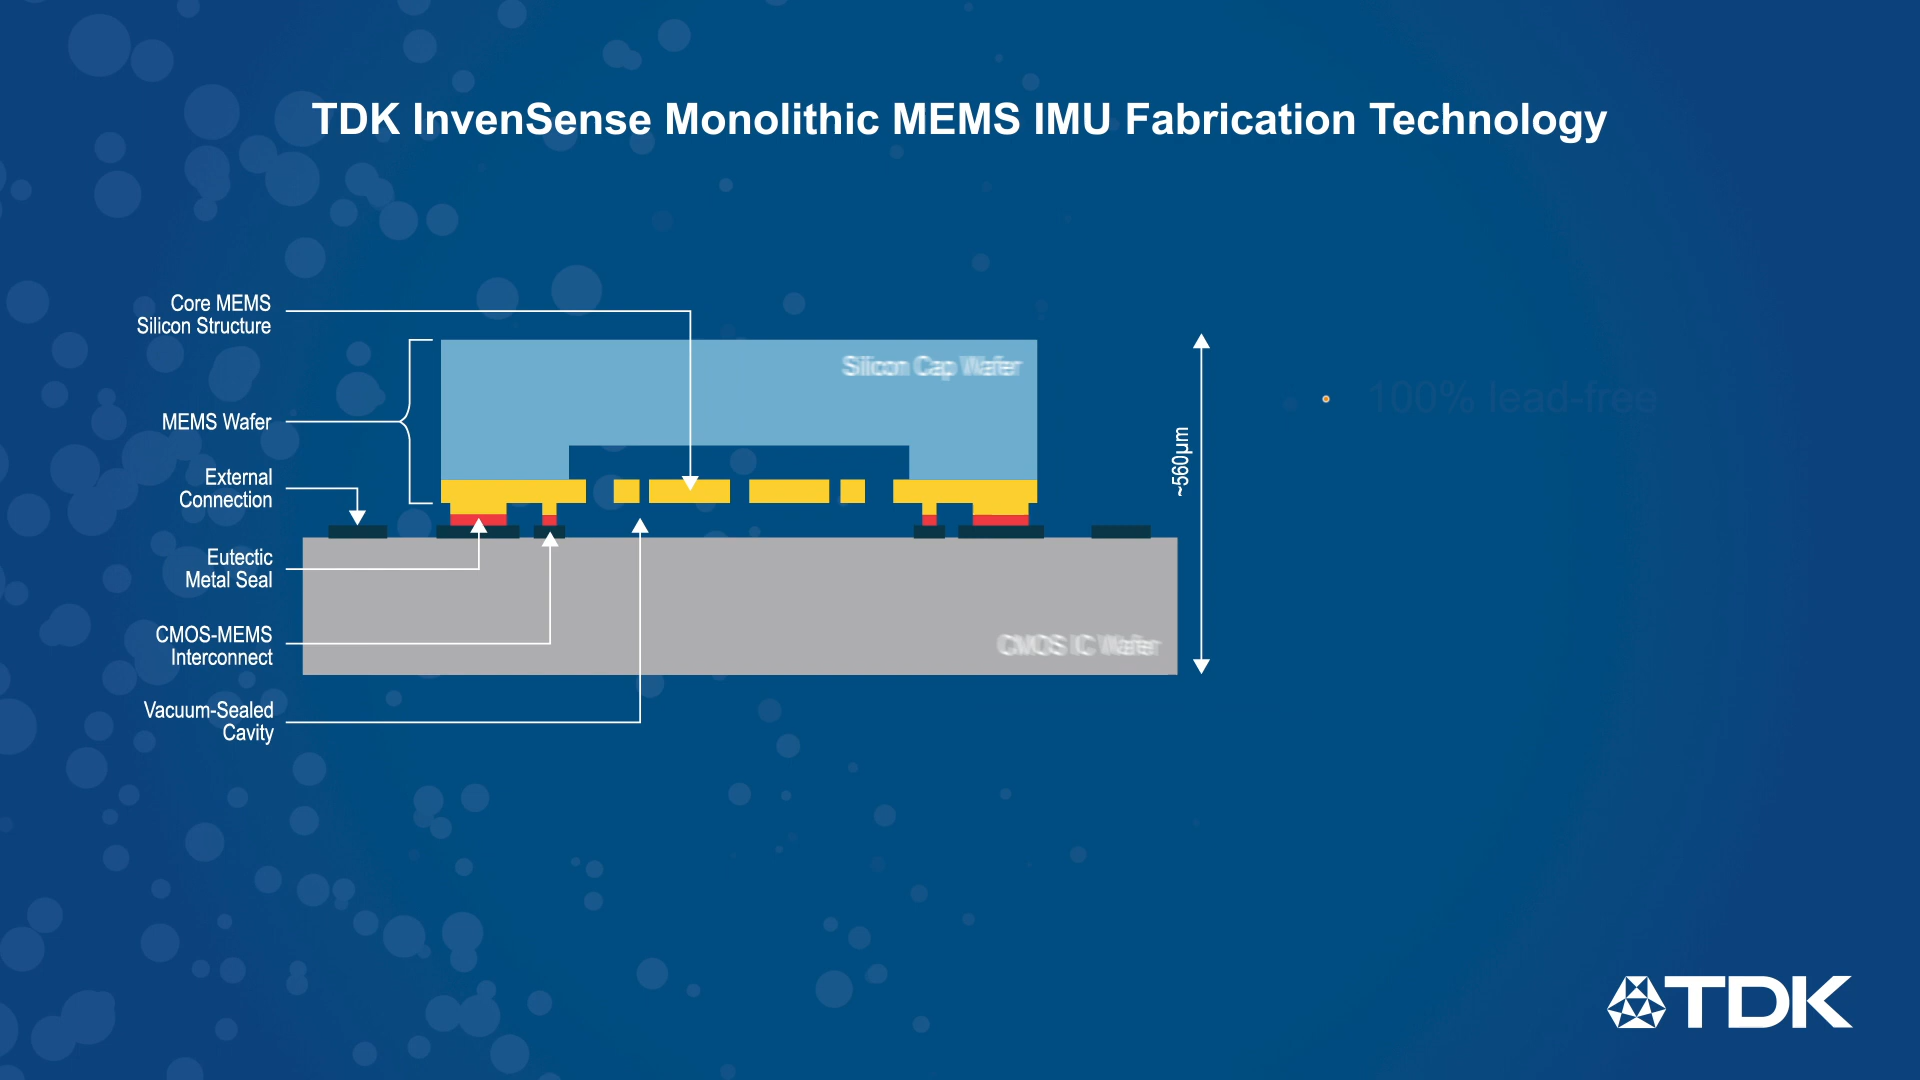 TDK InvenSense Monolithic MEMS IMU Fabrication Technology
Core MEMS
Silicon Structure
Silicon Cap Wafer
100% lead-free
MEMS Wafer
~560µm
External
Connection
Eutectic
Metal Seal
CMOS-MEMS
Interconnect
CMOS IC Wafer
Vacuum-Sealed
Cavity
TDK